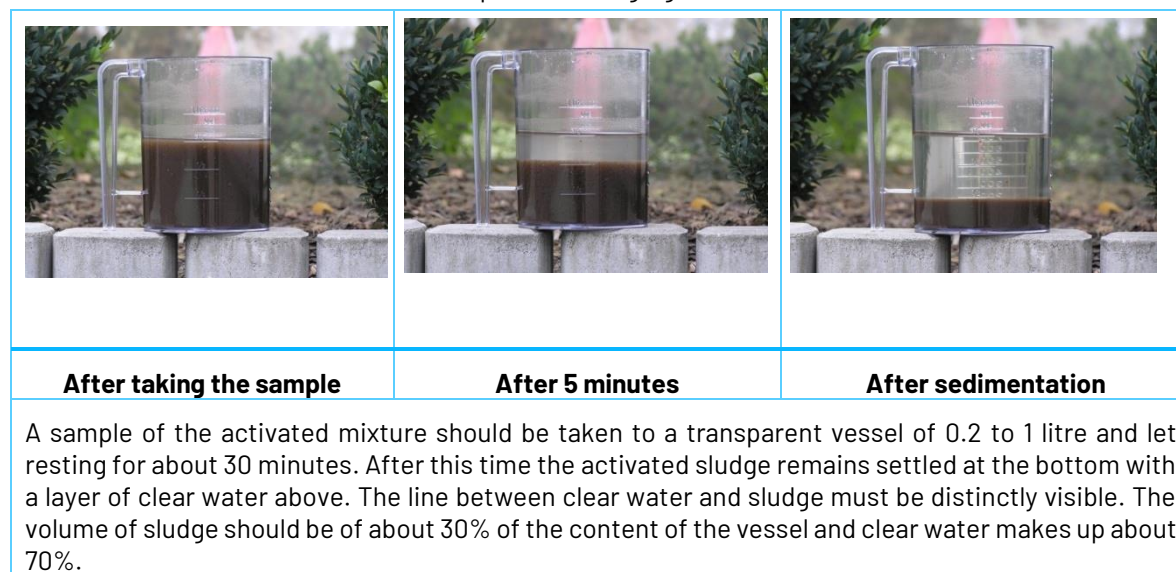 After taking the sample
After 5 minutes
After sedimentation
A sample of the activated mixture should be taken to a transparent vessel of 0.2 to 1 litre and let
resting for about 30 minutes. After this time the activated sludge remains settled at the bottom with
a layer of clear water above. The line between clear water and sludge must be distinctly visible. The
volume of sludge should be of about 30% of the content of the vessel and clear water makes up about
70%.